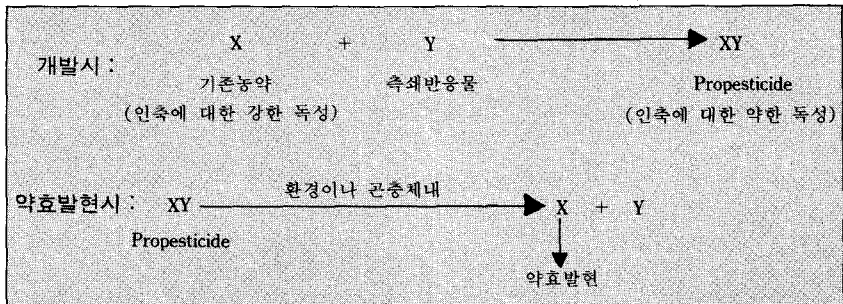 개발시 : X + Y XY
기존농약 측쇄반응물 Propesticide
(인축에 대한 강한 독성) (인축에 대한 약한 독성)
환경이나 곤충체내
약효발현시 : XY X + Y
Propesticide
약효발현